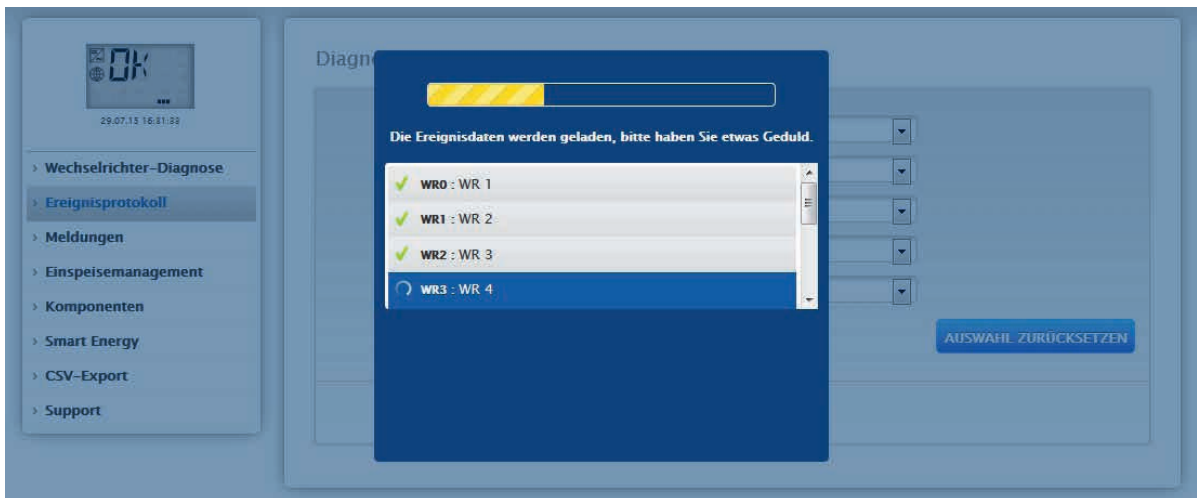 OK
29.07.13 16:31:33
› Wechselrichter-Diagnose
› Ereignisprotokoll
› Meldungen
› Einspeisemanagement
› Komponenten
› Smart Energy
› CSV-Export
› Support
Diagn
Die Ereignisdaten werden geladen, bitte haben Sie etwas Geduld.
WR0 : WR 1
WR1 : WR 2
WR2 : WR 3
WR3 : WR 4
AUSWAHL ZURÜCKSETZEN